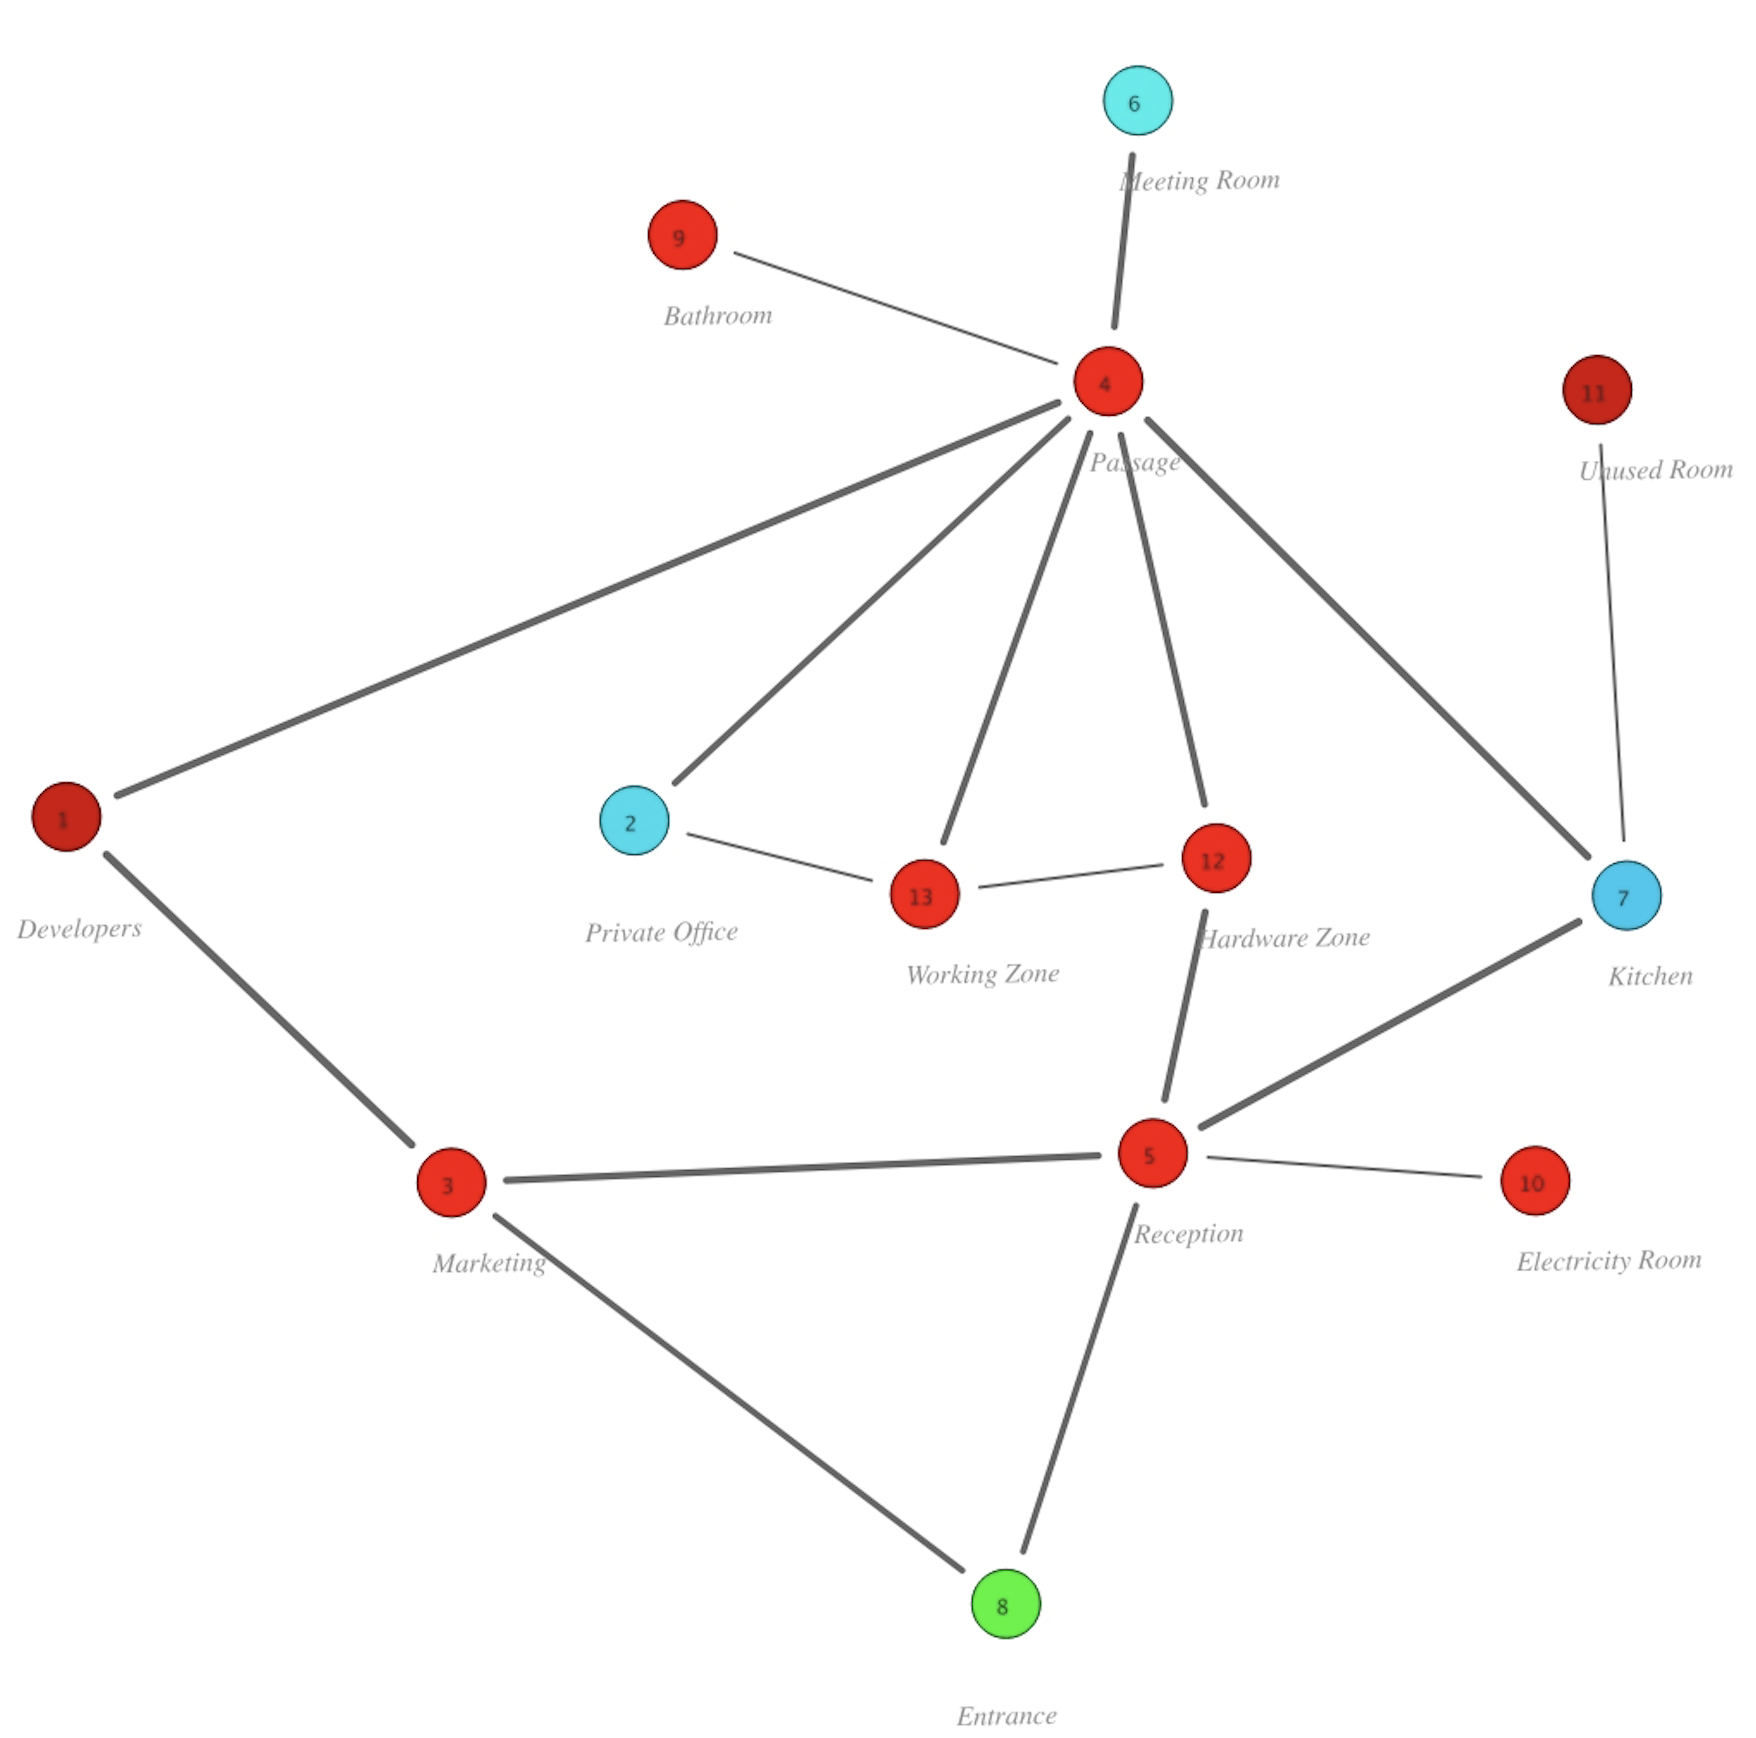 6
Meeting Room
9
Bathroom
4
Passage
11
Unused Room
1
Developers
2
Private Office
13
Working Zone
12
Hardware Zone
7
Kitchen
3
Marketing
5
Reception
10
Electricity Room
8
Entrance